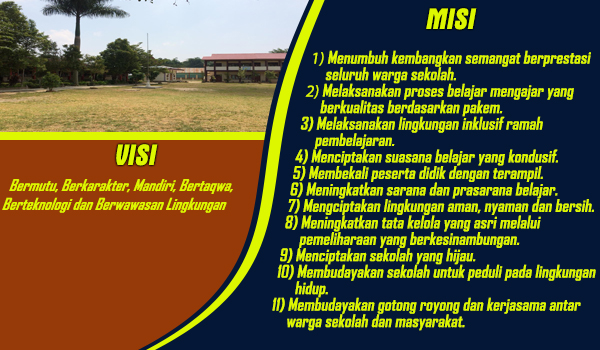 VISI
Bermutu, Berkarakter, Mandiri, Bertaqwa,
Berteknologi dan Berwawasan Lingkungan
MISI
1) Menumbuh kembangkan semangat berprestasi
seluruh warga sekolah.
2) Melaksanakan proses belajar mengajar yang
berkualitas berdasarkan pakem.
3) Melaksanakan lingkungan inklusif ramah
pembelajaran.
4) Menciptakan suasana belajar yang kondusif.
5) Membekali peserta didik dengan terampil.
6) Meningkatkan sarana dan prasarana belajar.
7) Mengciptakan lingkungan aman, nyaman dan bersih.
8) Meningkatkan tata kelola yang asri melalui
pemeliharaan yang berkesinambungan.
9) Menciptakan sekolah yang hijau.
10) Membudayakan sekolah untuk peduli pada lingkungan
hidup.
11) Membudayakan gotong royong dan kerjasama antar
warga sekolah dan masyarakat.